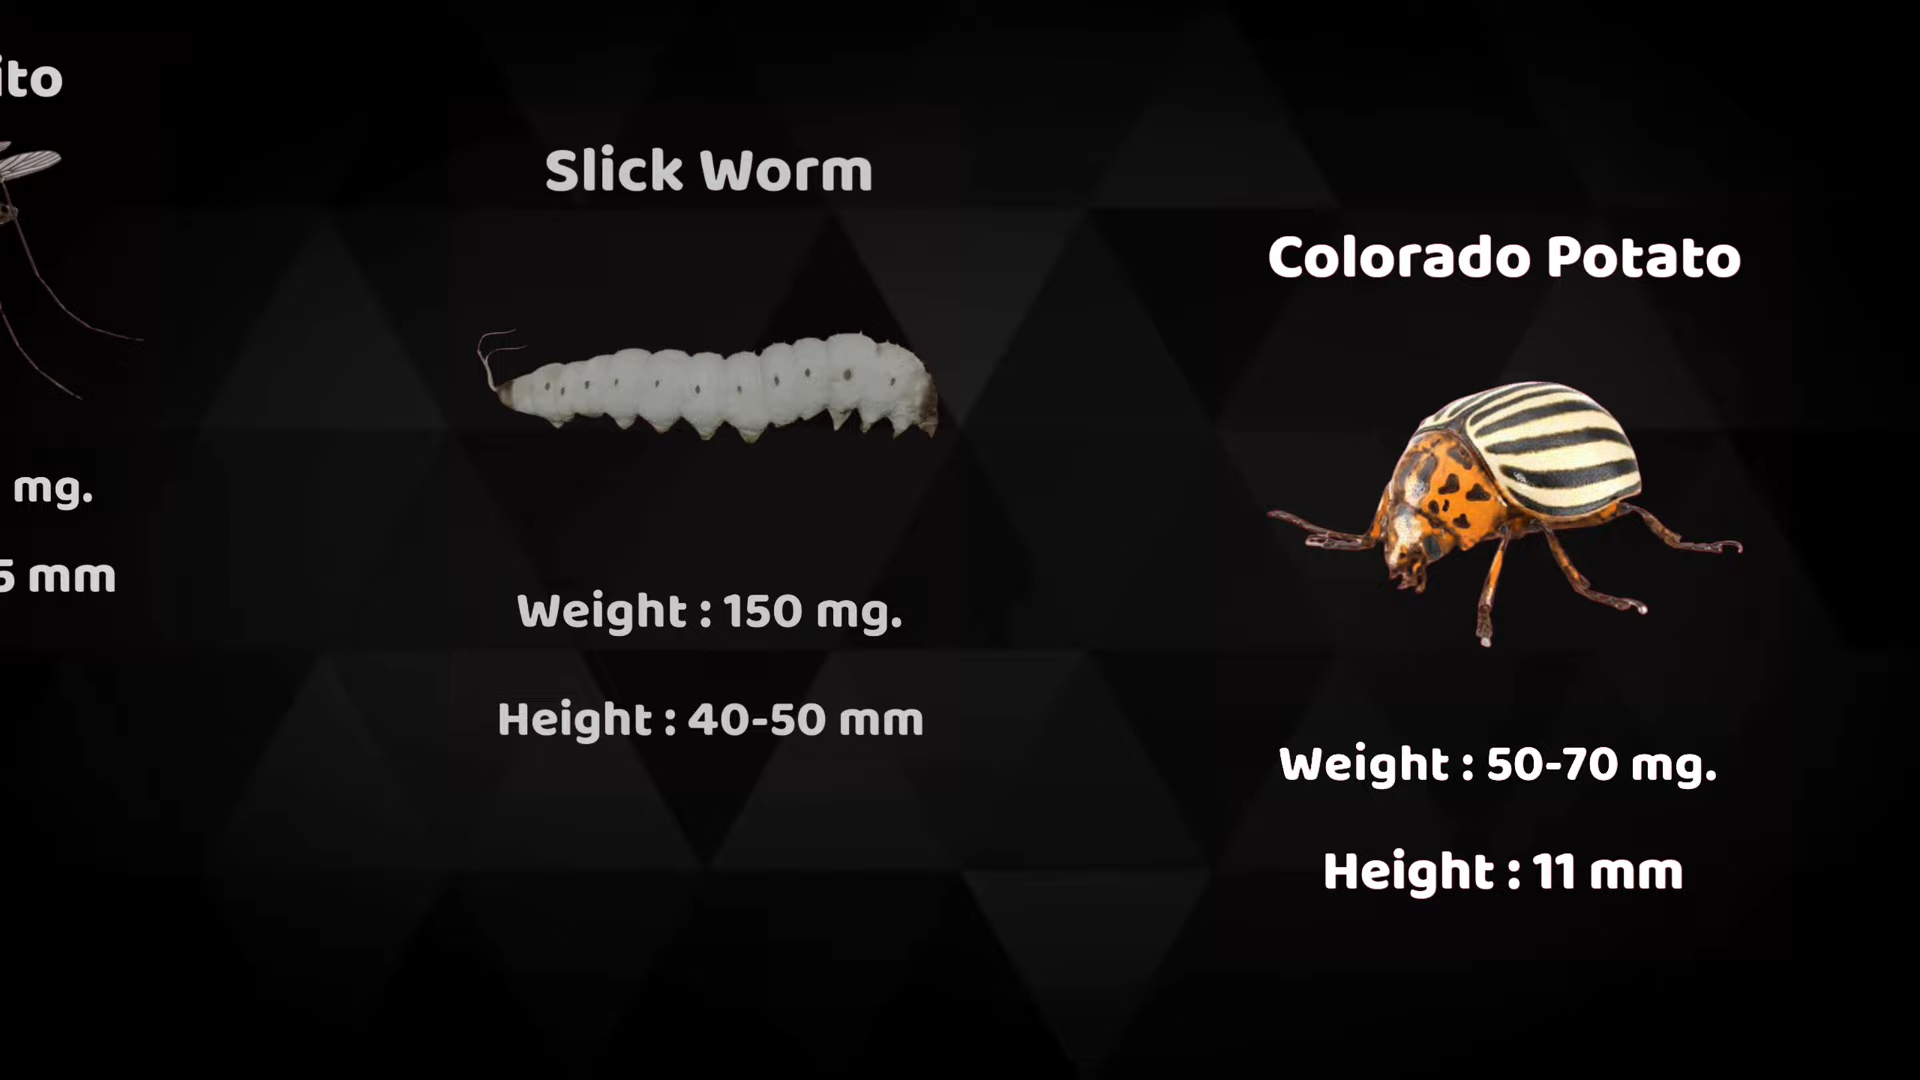 ito
mg.
5 mm
Slick Worm
Weight : 150 mg.
Height : 40-50 mm
Colorado Potato
Weight : 50-70 mg.
Height : 11 mm